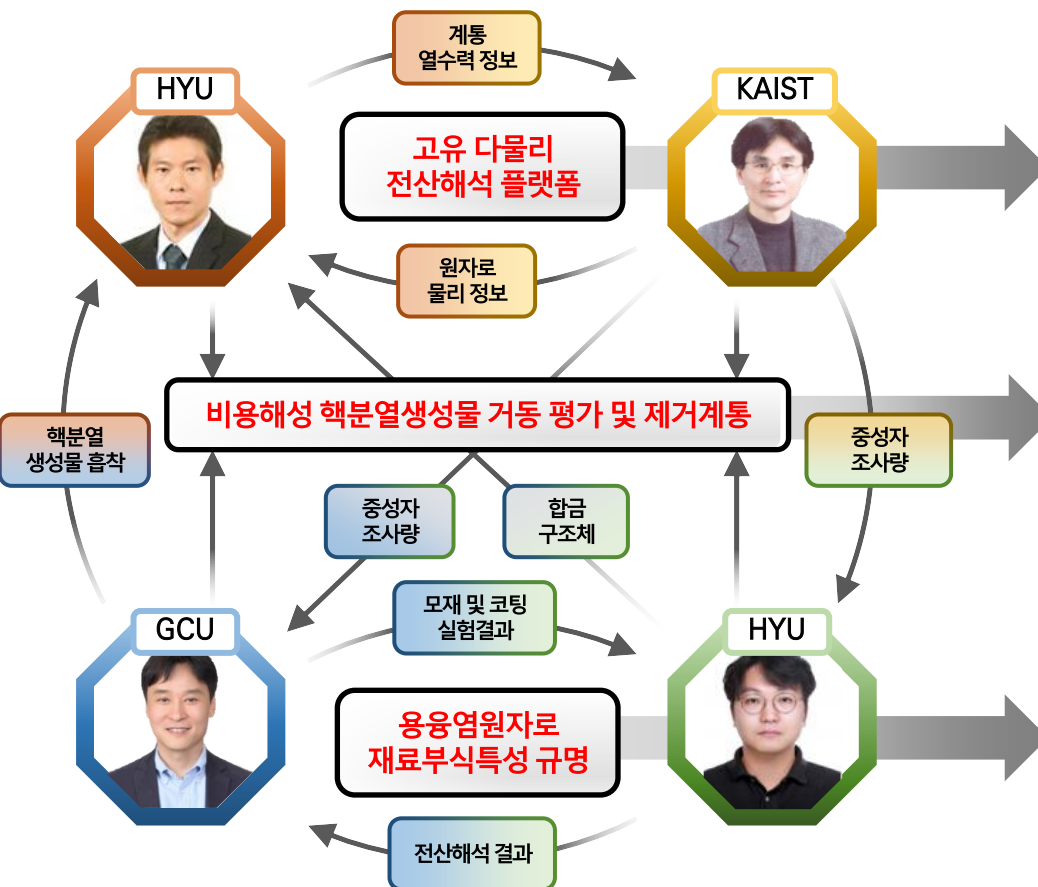 계통
열수력 정보
HYU
KAIST
고유 다물리
전산해석 플랫폼
원자로
물리 정보
비용해성 핵분열생성물 거동 평가 및 제거계통
핵분열
생성물 흡착
중성자
조사량
중성자
조사량
합금
구조체
모재 및 코팅
실험결과
GCU
HYU
용융염원자로
재료부식특성 규명
전산해석 결과